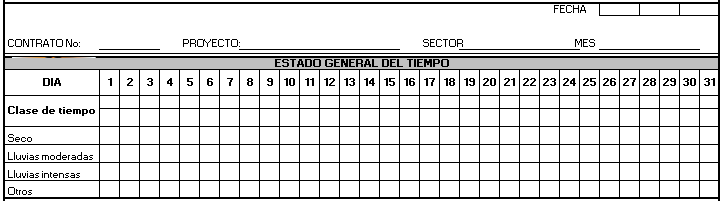 FECHA
CONTRATO No: PROYECTO: SECTOR MES
ESTADO GENERAL DEL TIEMPO
DIA 1 2 3 4 5 6 7 8 9 10 11 12 13 14 15 16 17 18 19 20 21 22 23 24 25 26 27 28 29 30 31
Clase de tiempo
Seco
Lluvias moderadas
Lluvias intensas
Otros